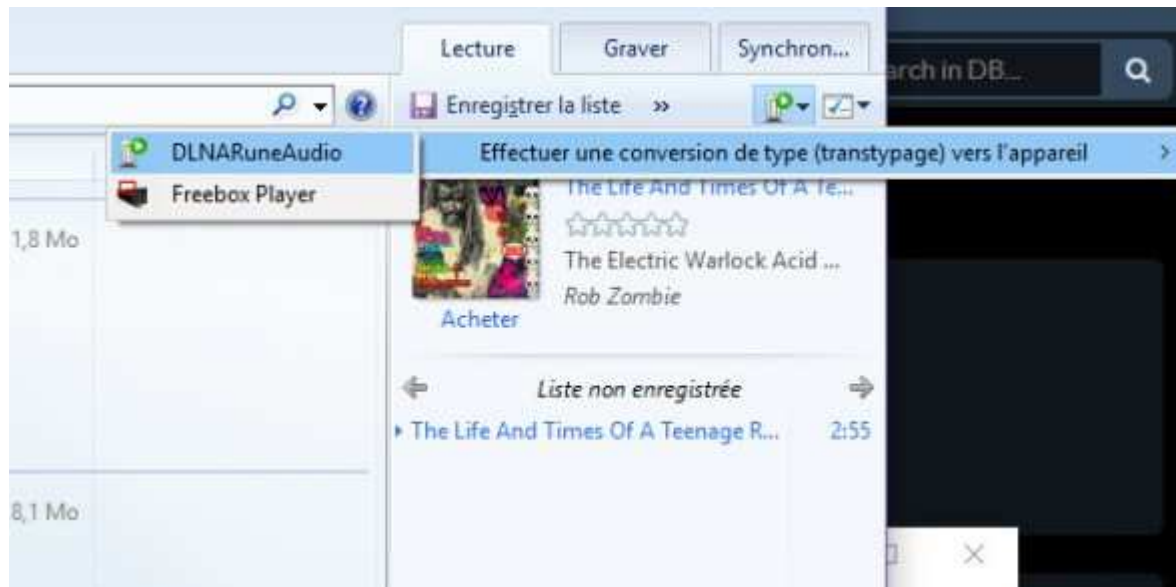 Lecture Graver Synchron...
arch in DB...
Enregistrer la liste »
DLNARuneAudio
Effectuer une conversion de type (transtypage) vers l'appareil
Freebox Player
The Life And Times Of A Te...
1,8 Mo
The Electric Warlock Acid ...
Rob Zombie
Acheter
Liste non enregistrée
The Life And Times Of A Teenage R... 2:55
8,1 Mo